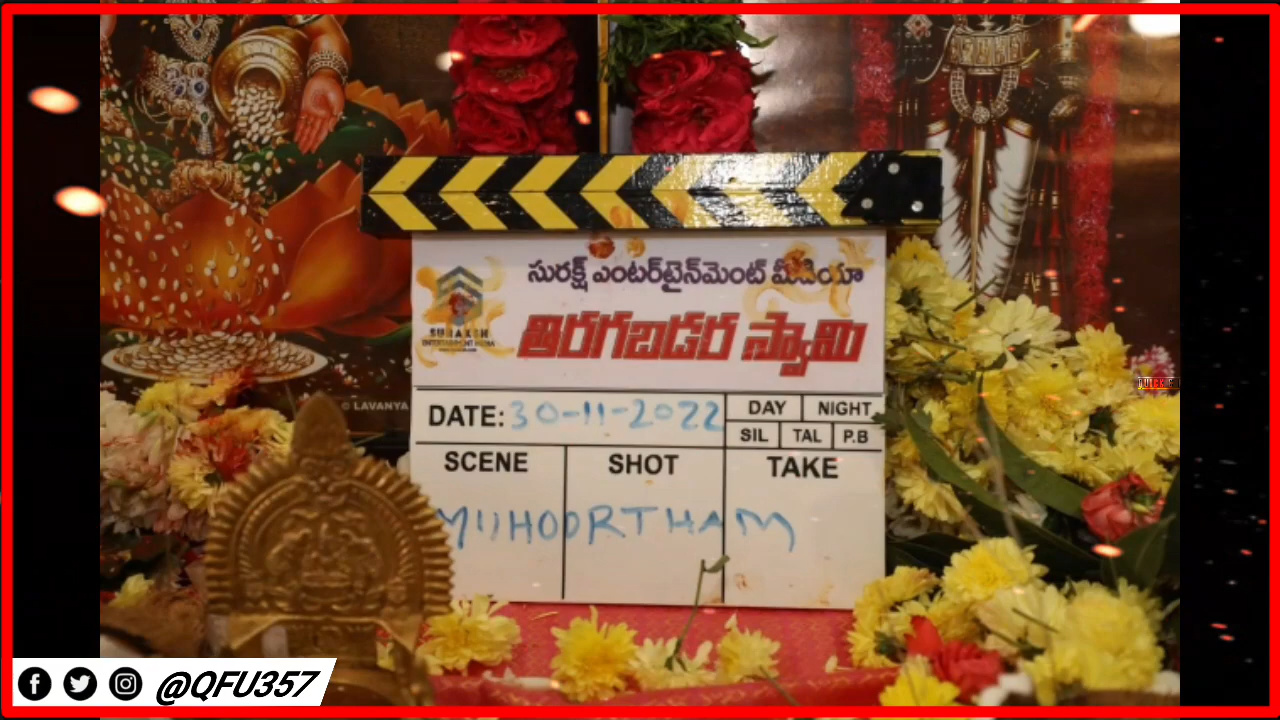 సురక్ష్ ఎంటర్‌టైన్‌మెంట్ మీడియా
SURAKSH
ENTERTAINMENT MEDIA
తిరగబడర స్వామి
© LAVANYA
DATE: 30-11-2022
DAY NIGHT
SIL TAL P.B
SCENE SHOT TAKE
MUHOORTHAM
@QFU357